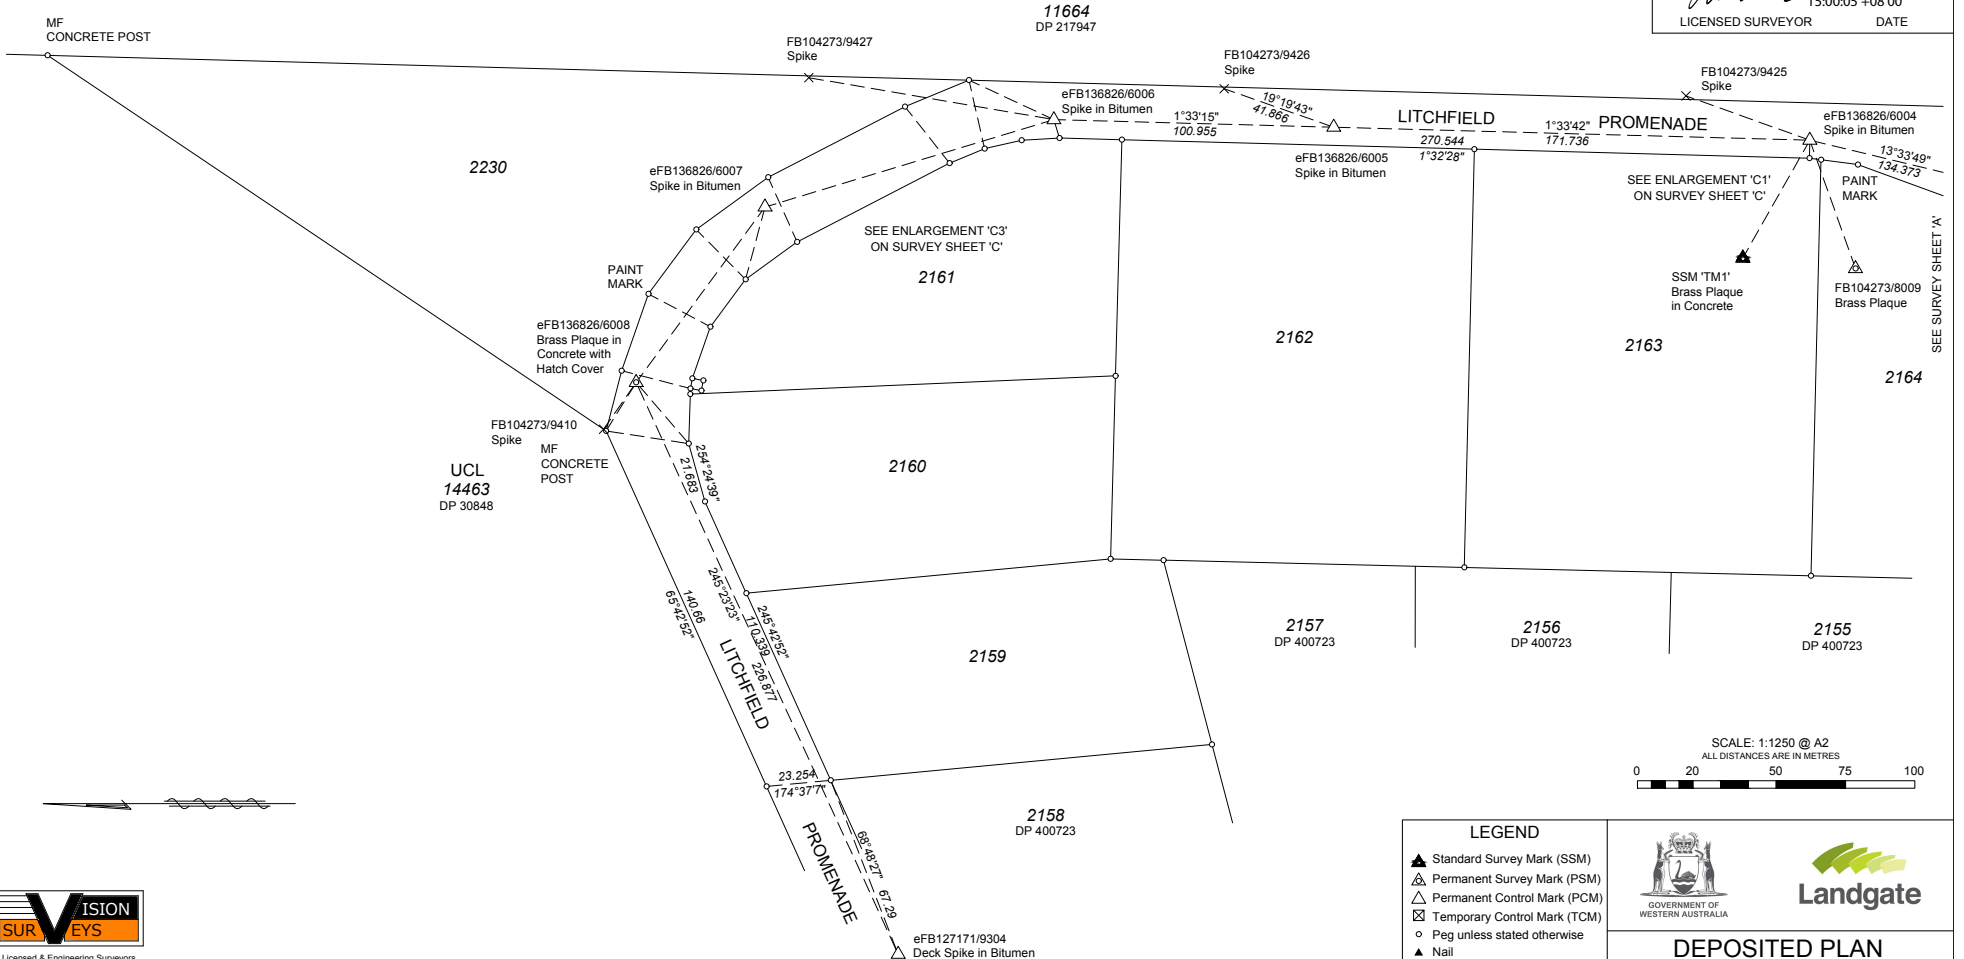 11664
DP 217947
15:00:05 +08'00'
LICENSED SURVEYOR DATE
MF
CONCRETE POST
FB104273/9427
Spike
FB104273/9426
Spike
FB104273/9425
Spike
eFB136826/6006
Spike in Bitumen
19°19'43"
41.866
1°33'15"
100.955
LITCHFIELD PROMENADE
1°33'42"
171.736
eFB136826/6004
Spike in Bitumen
13°33'49"
134.373
270.544
1°32'28"
eFB136826/6005
Spike in Bitumen
2230
eFB136826/6007
Spike in Bitumen
SEE ENLARGEMENT 'C1'
ON SURVEY SHEET 'C'
PAINT
MARK
SEE ENLARGEMENT 'C3'
ON SURVEY SHEET 'C'
2161
SEE SURVEY SHEET 'A'
PAINT
MARK
SSM 'TM1'
Brass Plaque
in Concrete
FB104273/8009
Brass Plaque
eFB136826/6008
Brass Plaque in
Concrete with
Hatch Cover
2162
2163
2164
FB104273/9410
Spike
MF
CONCRETE
POST
UCL
14463
DP 30848
254°24'39"
21.683
2160
245°23'23"
226.877
140.66
65°42'52"
245°42'52"
110.339
LITCHFIELD
2159
2157
DP 400723
2156
DP 400723
2155
DP 400723
23.254
174°37'7"
PROMENADE
2158
DP 400723
68°48'27"
67.29
eFB127171/9304
Deck Spike in Bitumen
SCALE: 1:1250 @ A2
ALL DISTANCES ARE IN METRES
0 20 50 75 100
LEGEND
Standard Survey Mark (SSM)
Permanent Survey Mark (PSM)
Permanent Control Mark (PCM)
Temporary Control Mark (TCM)
Peg unless stated otherwise
Nail
GOVERNMENT OF
WESTERN AUSTRALIA
Landgate
DEPOSITED PLAN
VISION
SURVEYS
Licensed & Engineering Surveyors